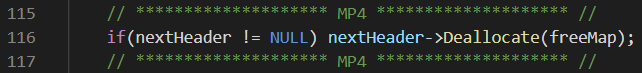 115 // ******************** MP4 ******************** //
116 if(nextHeader != NULL) nextHeader->Deallocate(freeMap);
117 // ******************** MP4 ******************** //